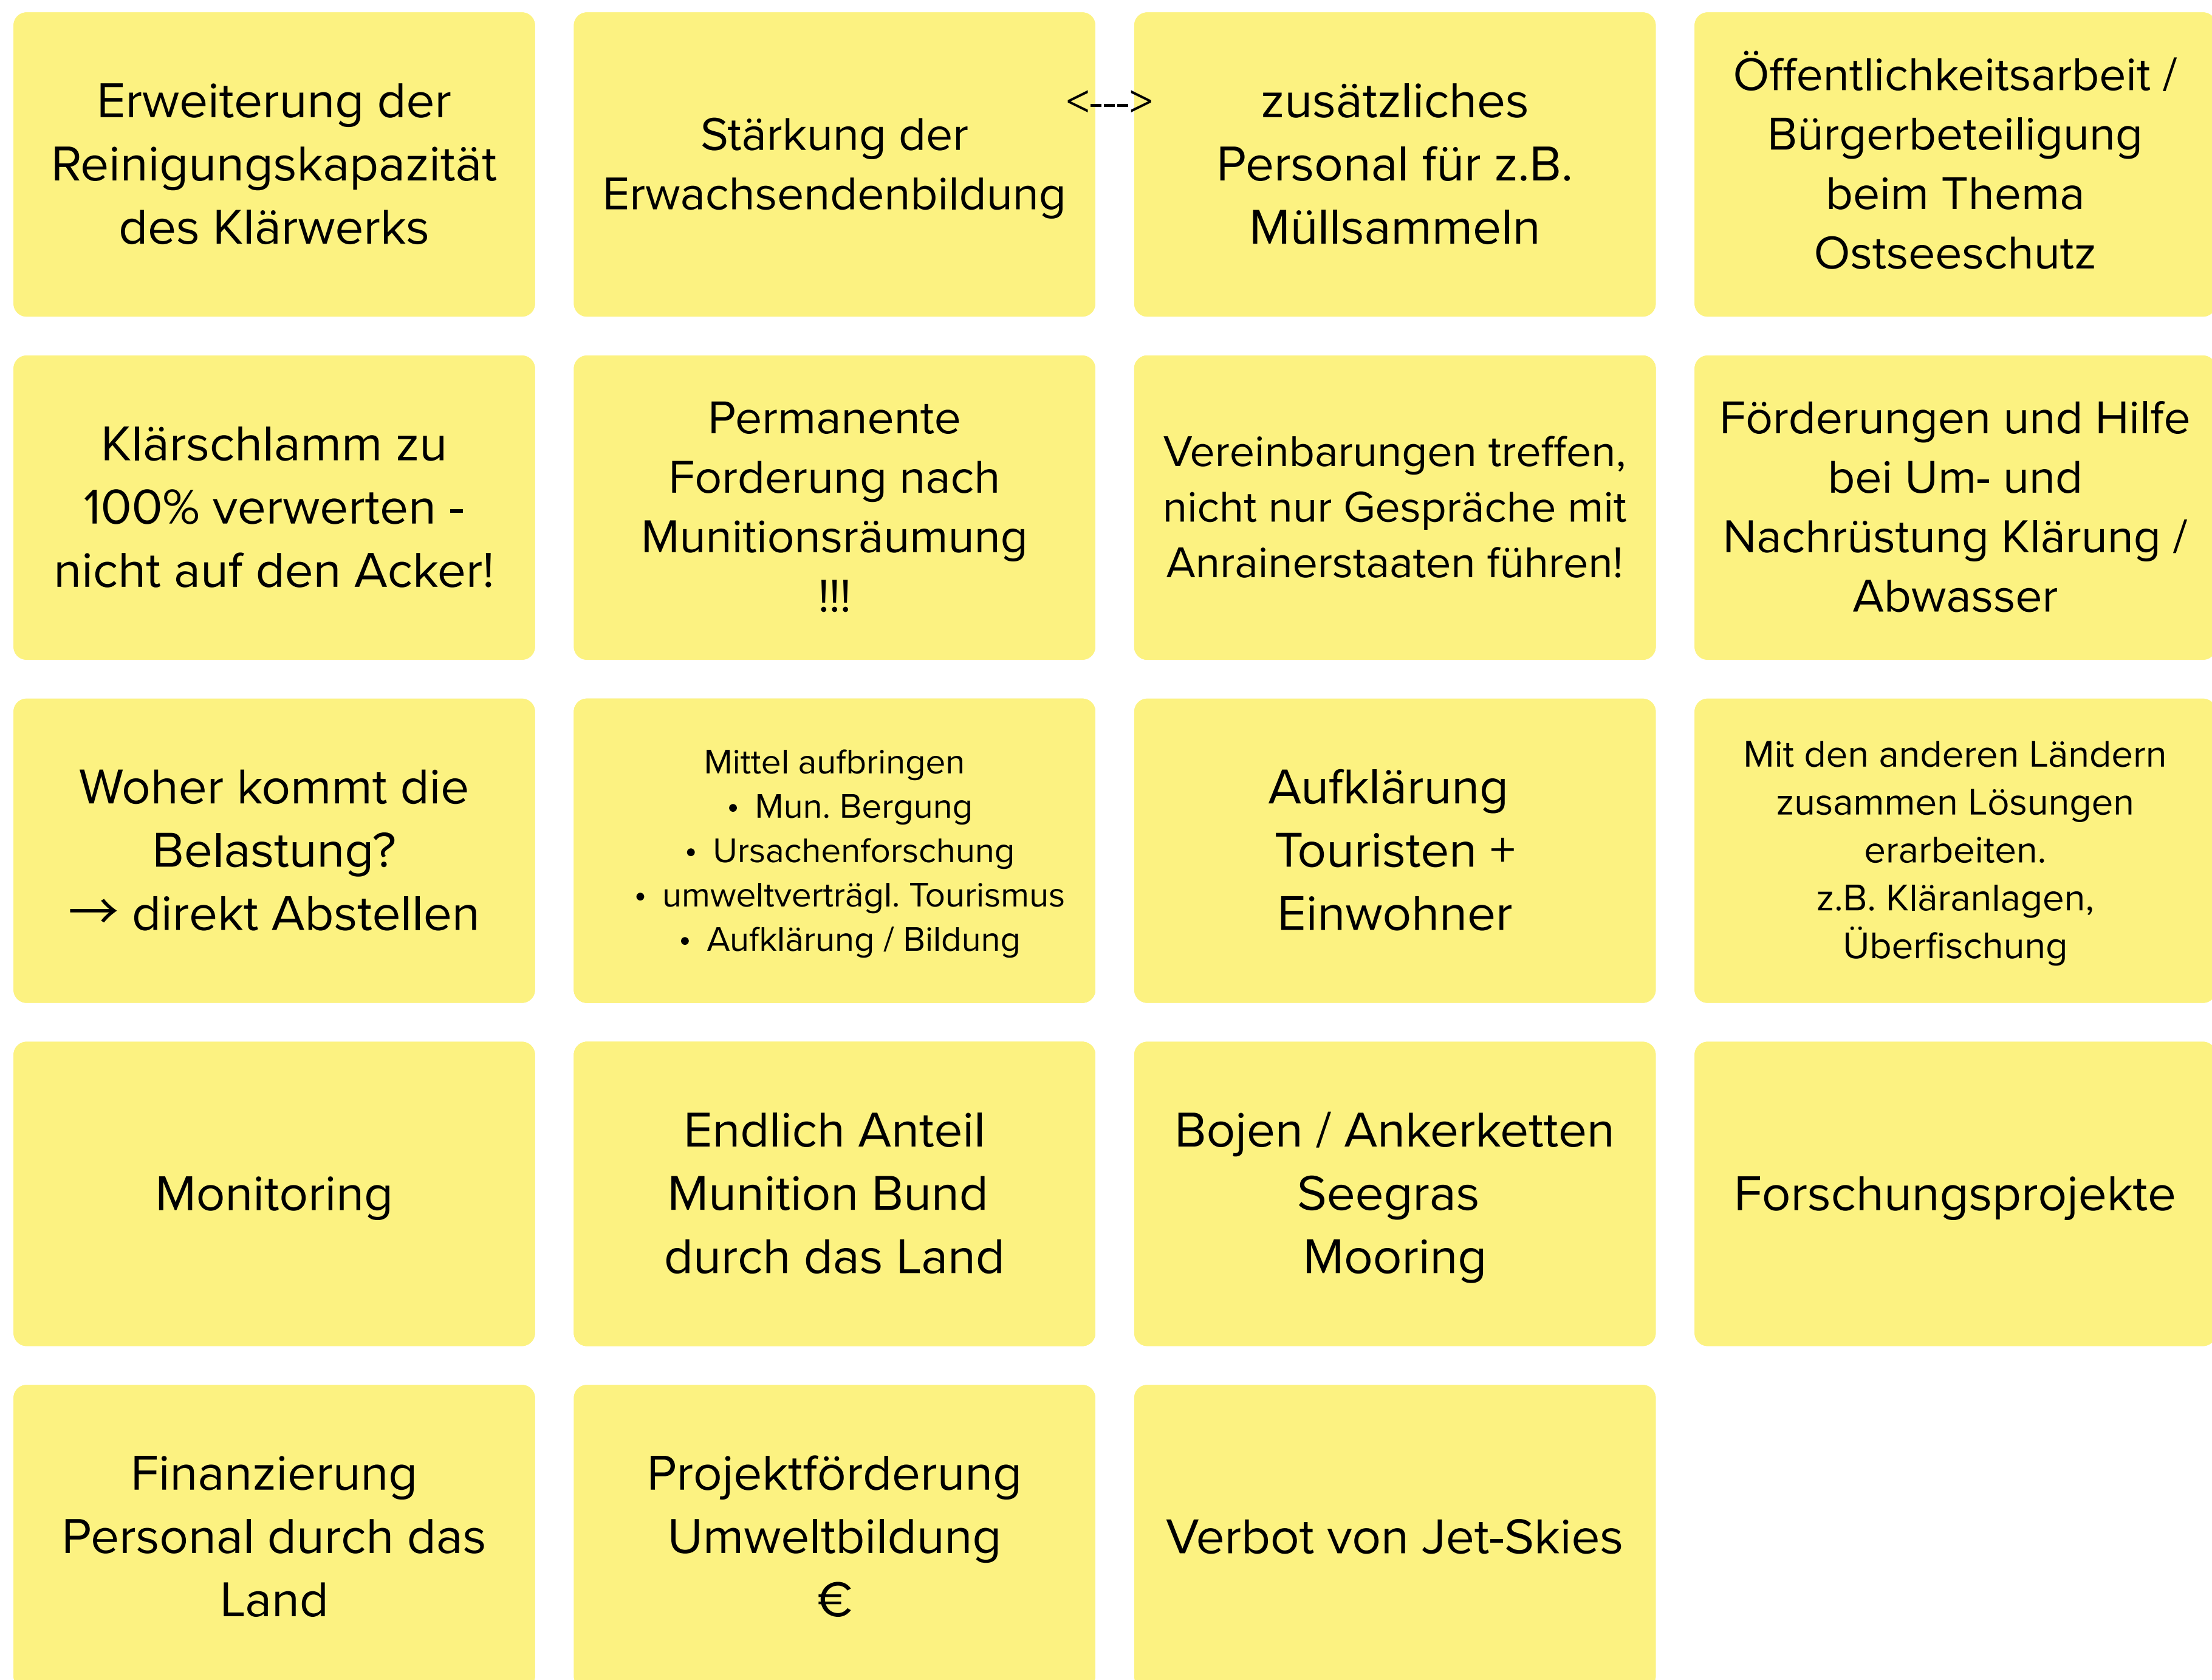 Erweiterung der
Reinigungskapazität
des Klärwerks
Stärkung der
Erwachsendenbildung
<--->
zusätzliches
Personal für z.B.
Müllsammeln
Öffentlichkeitsarbeit /
Bürgerbeteiligung
beim Thema
Ostseeschutz
Klärschlamm zu
100% verwerten -
nicht auf den Acker!
Permanente
Forderung nach
Munitionsräumung
!!!
Vereinbarungen treffen,
nicht nur Gespräche mit
Anrainerstaaten führen!
Förderungen und Hilfe
bei Um- und
Nachrüstung Klärung /
Abwasser
Woher kommt die
Belastung?
→ direkt Abstellen
Mittel aufbringen
• Mun. Bergung
• Ursachenforschung
• umweltverträgl. Tourismus
• Aufklärung / Bildung
Aufklärung
Touristen +
Einwohner
Mit den anderen Ländern
zusammen Lösungen
erarbeiten.
z.B. Kläranlagen,
Überfischung
Monitoring
Endlich Anteil
Munition Bund
durch das Land
Bojen / Ankerketten
Seegras
Mooring
Forschungsprojekte
Finanzierung
Personal durch das
Land
Projektförderung
Umweltbildung
€
Verbot von Jet-Skies